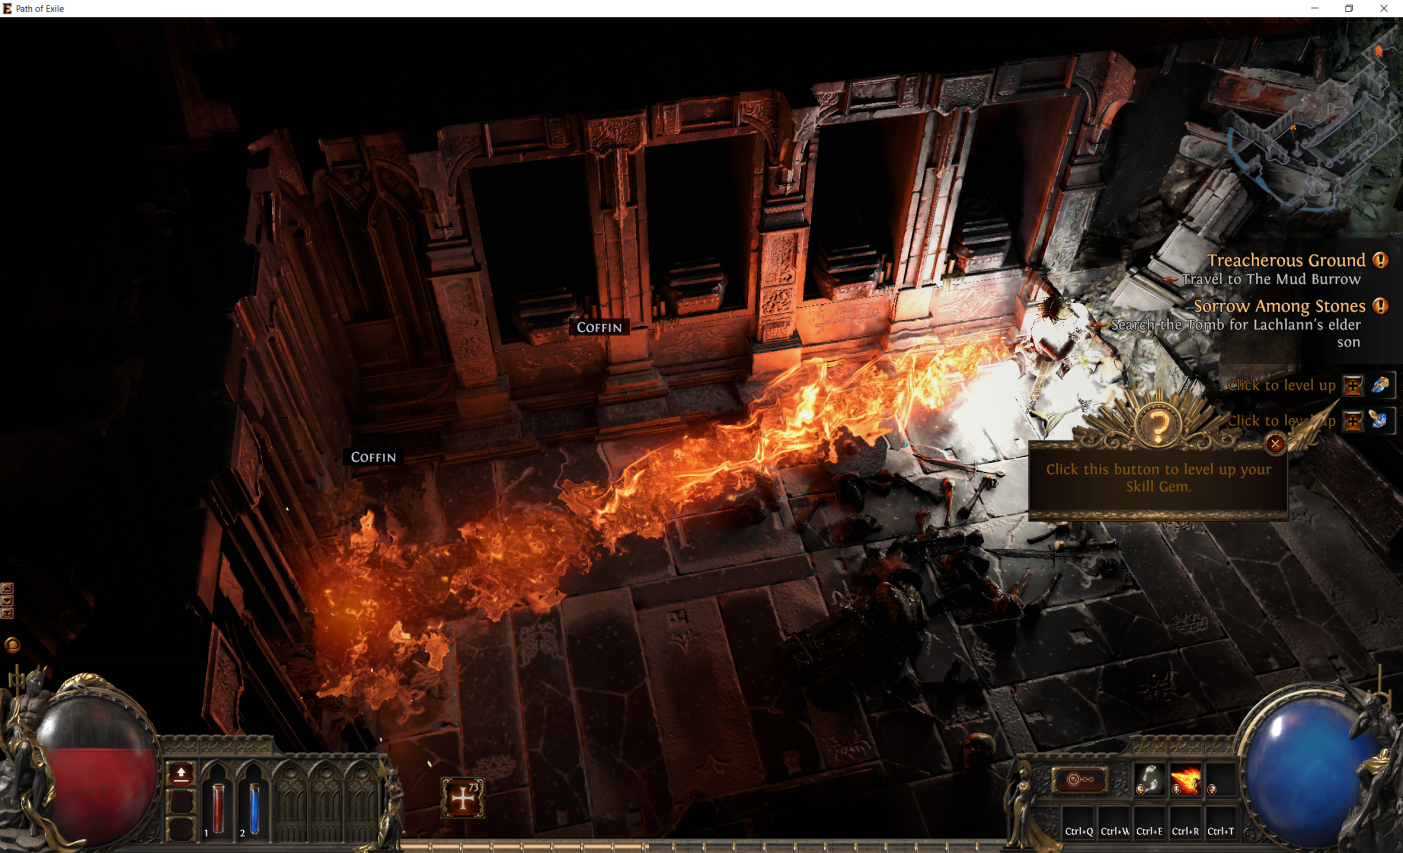 Path of Exile
Treacherous Ground
Travel to The Mud Burrow
Sorrow Among Stones
Search the Tomb for Lachlann's elder
son
Coffin
Click to level up
Click to level up
Coffin
Click this button to level up your
Skill Gem.
73
1
2
Ctrl+Q
Ctrl+W
Ctrl+E
Ctrl+R
Ctrl+T